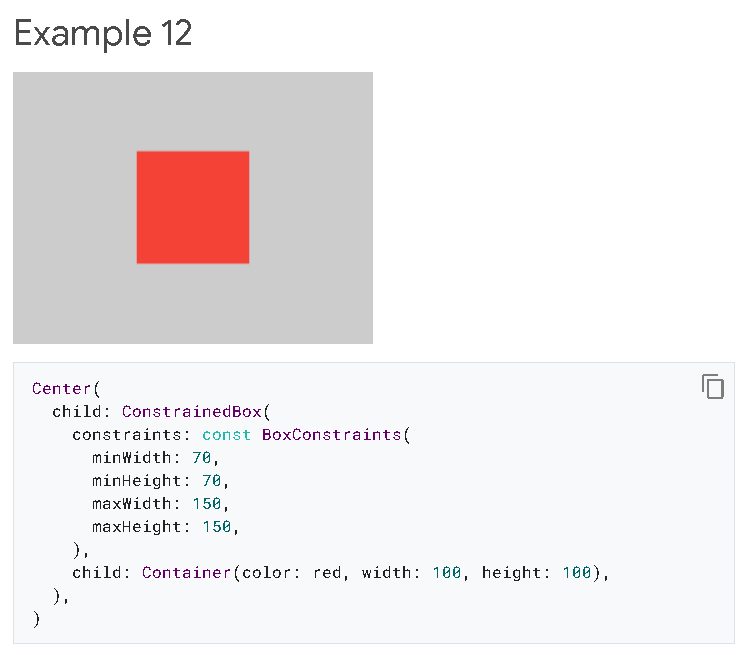 Example 12
Center(
  child: ConstrainedBox(
    constraints: const BoxConstraints(
      minWidth: 70,
      minHeight: 70,
      maxWidth: 150,
      maxHeight: 150,
    ),
    child: Container(color: red, width: 100, height: 100),
  ),
)